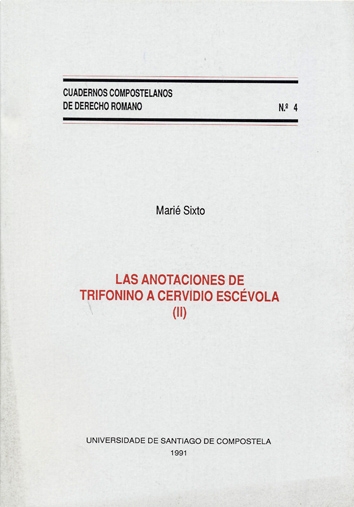 CUADERNOS COMPOSTELANOS
DE DERECHO ROMANO N.º 4
Marié Sixto
LAS ANOTACIONES DE
TRIFONINO A CERVIDIO ESCÉVOLA
(II)
UNIVERSIDADE DE SANTIAGO DE COMPOSTELA
1991